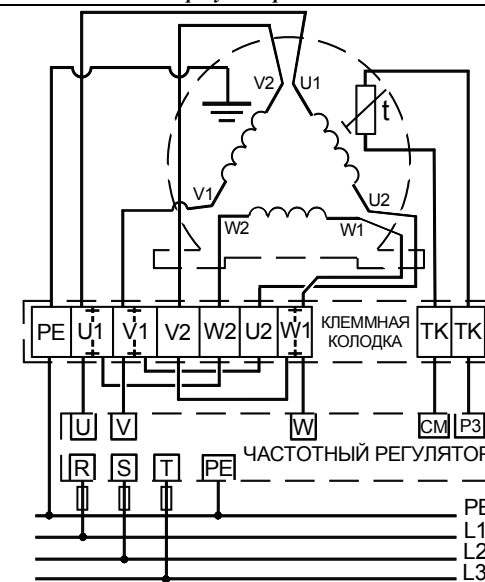 V2 U1
t
V1 U2
W2 W1
PE U1 V1 V2 W2 U2 W1 КЛЕММНАЯ КОЛОДКА TK TK
U V W CM P3
R S T PE ЧАСТОТНЫЙ РЕГУЛЯТОР
PE
L1
L2
L3